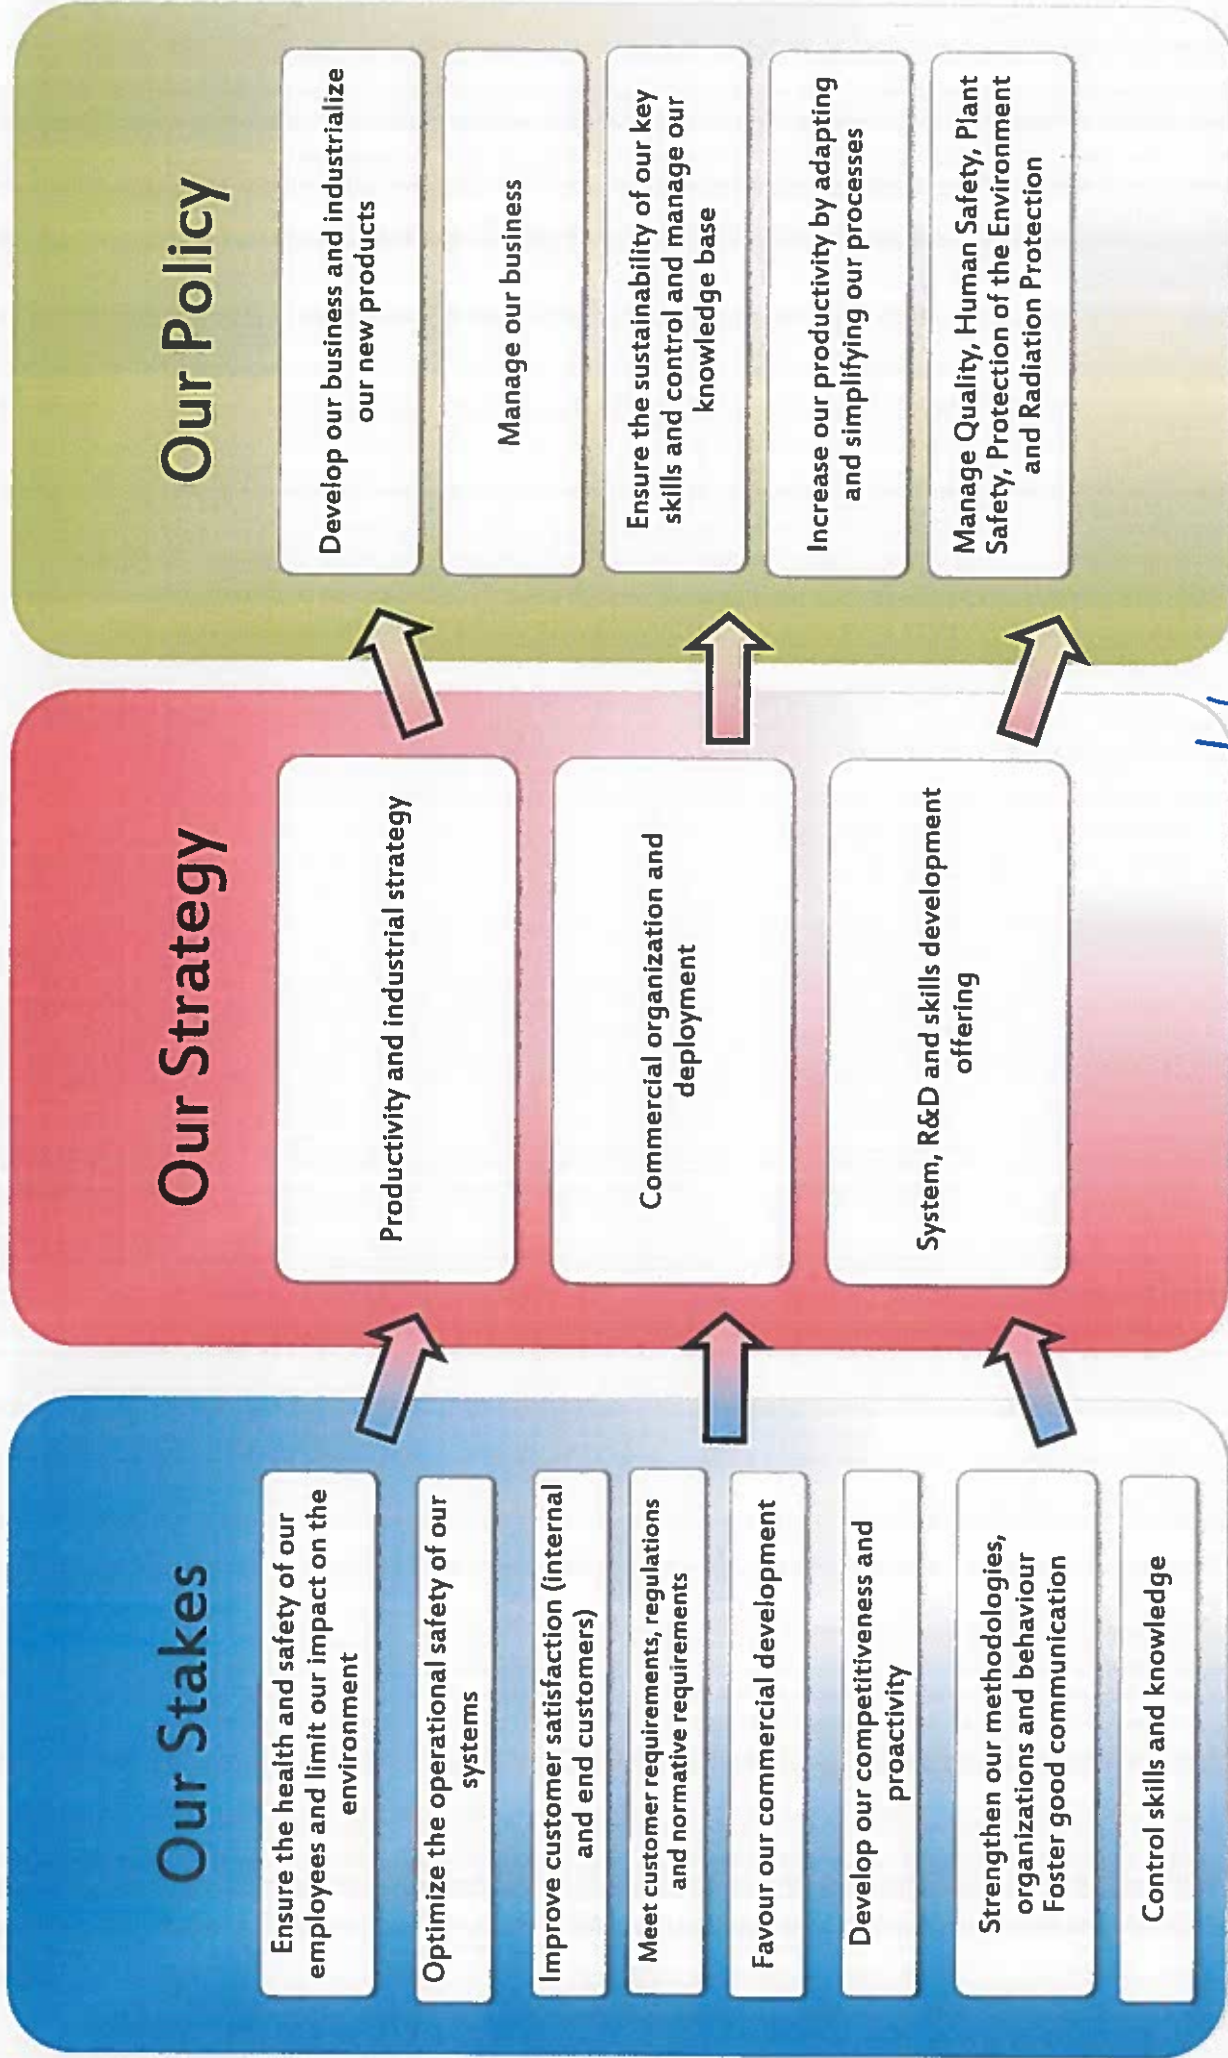 Our Stakes
Ensure the health and safety of our
employees and limit our impact on the
environment
Optimize the operational safety of our
systems
Improve customer satisfaction (internal
and end customers)
Meet customer requirements, regulations
and normative requirements
Favour our commercial development
Develop our competitiveness and
proactivity
Strengthen our methodologies,
organizations and behaviour
Foster good communication
Control skills and knowledge
Our Strategy
Productivity and industrial strategy
Commercial organization and
deployment
System, R&D and skills development
offering
Our Policy
Develop our business and industrialize
our new products
Manage our business
Ensure the sustainability of our key
skills and control and manage our
knowledge base
Increase our productivity by adapting
and simplifying our processes
Manage Quality, Human Safety, Plant
Safety, Protection of the Environment
and Radiation Protection